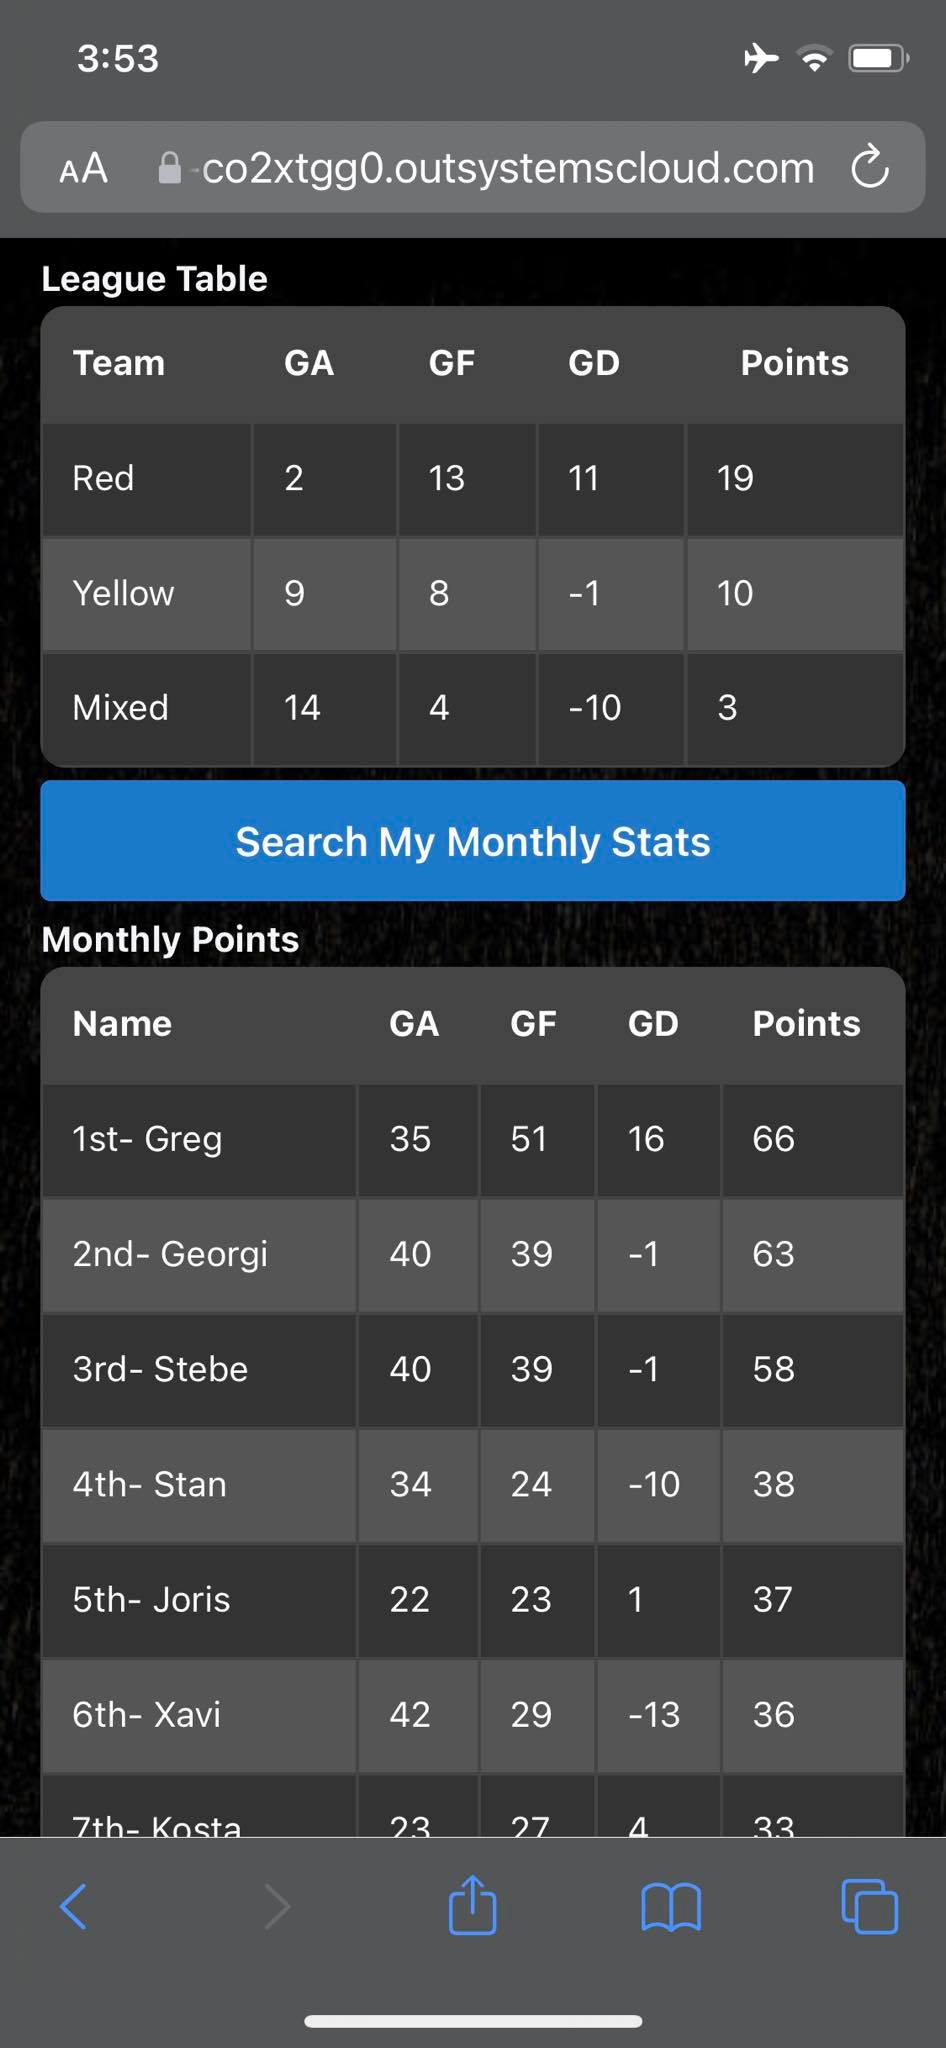 3:53
AA -co2xtgg0.outsystemscloud.com
League Table
Team GA GF GD Points
Red 2 13 11 19
Yellow 9 8 -1 10
Mixed 14 4 -10 3
Search My Monthly Stats
Monthly Points
Name GA GF GD Points
1st- Greg 35 51 16 66
2nd- Georgi 40 39 -1 63
3rd- Stebe 40 39 -1 58
4th- Stan 34 24 -10 38
5th- Joris 22 23 1 37
6th- Xavi 42 29 -13 36
7th- Kosta 23 27 4 33